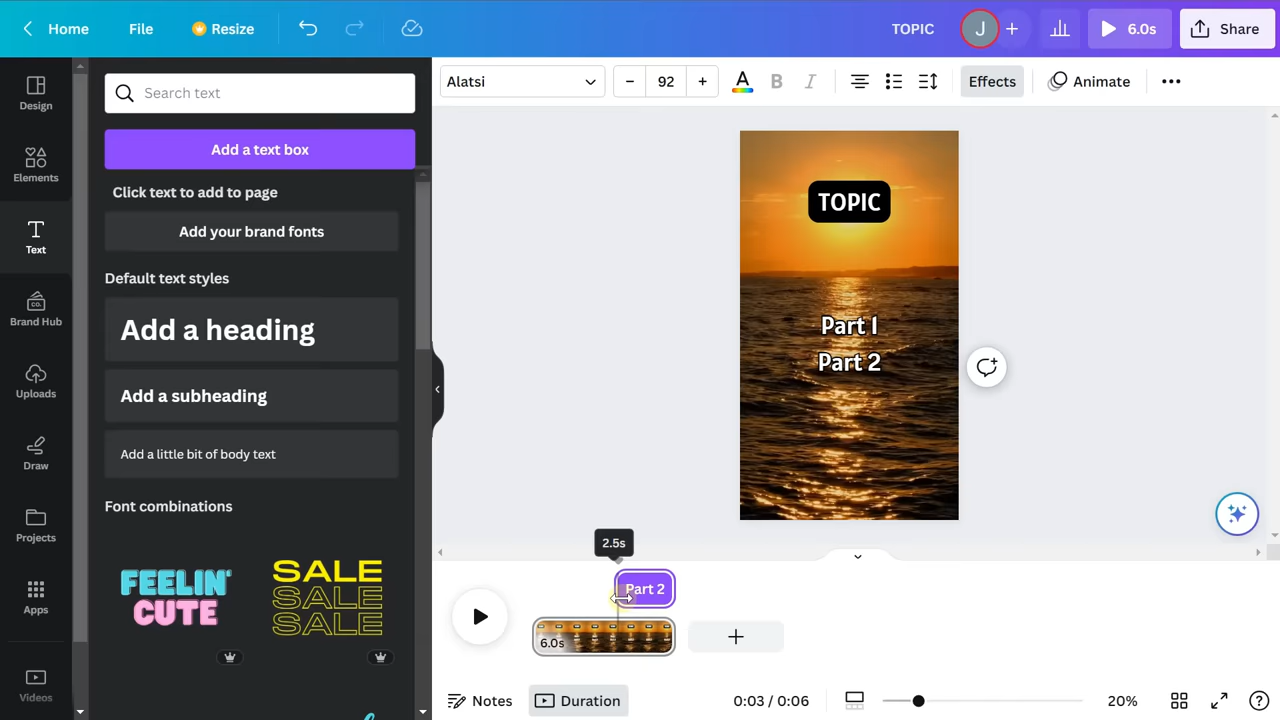 Home
File
Resize
TOPIC
J
+
6.0s
Share
Design
Elements
Text
Brand Hub
Uploads
Draw
Projects
Apps
Videos
Search text
Add a text box
Click text to add to page
Add your brand fonts
Default text styles
Add a heading
Add a subheading
Add a little bit of body text
Font combinations
FEELIN'
CUTE
SALE
SALE
SALE
Alatsi
− 92 +
A B I
Effects
Animate
TOPIC
Part 1
Part 2
2.5s
Part 2
6.0s
+
Notes
Duration
0:03 / 0:06
20%
?